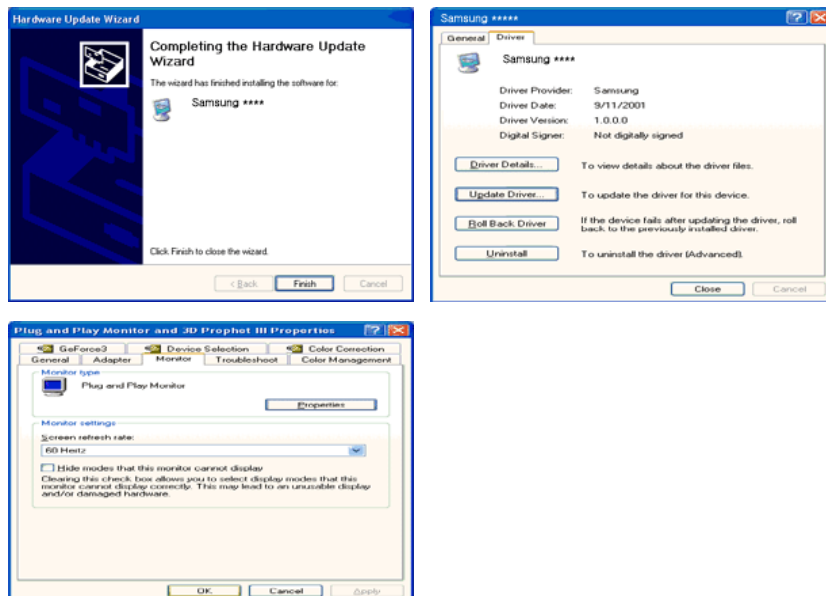 Hardware Update Wizard
Completing the Hardware Update
Wizard
The wizard has finished installing the software for:
Samsung ****
Click Finish to close the wizard.
< Back
Finish
Cancel
Samsung *****
General
Driver
Samsung ****
Driver Provider: Samsung
Driver Date: 9/11/2001
Driver Version: 1.0.0.0
Digital Signer: Not digitally signed
Driver Details... To view details about the driver files.
Update Driver... To update the driver for this device.
Roll Back Driver If the device fails after updating the driver, roll
back to the previously installed driver.
Uninstall To uninstall the driver (Advanced).
Close
Cancel
Plug and Play Monitor and 3D Prophet III Properties
GeForce3
Device Selection
Color Correction
General
Adapter
Monitor
Troubleshoot
Color Management
Monitor type
Plug and Play Monitor
Properties
Monitor settings
Screen refresh rate:
60 Hertz
Hide modes that this monitor cannot display
Clearing this check box allows you to select display modes that this
monitor cannot display correctly. This may lead to an unusable display
and/or damaged hardware.
OK
Cancel
Apply